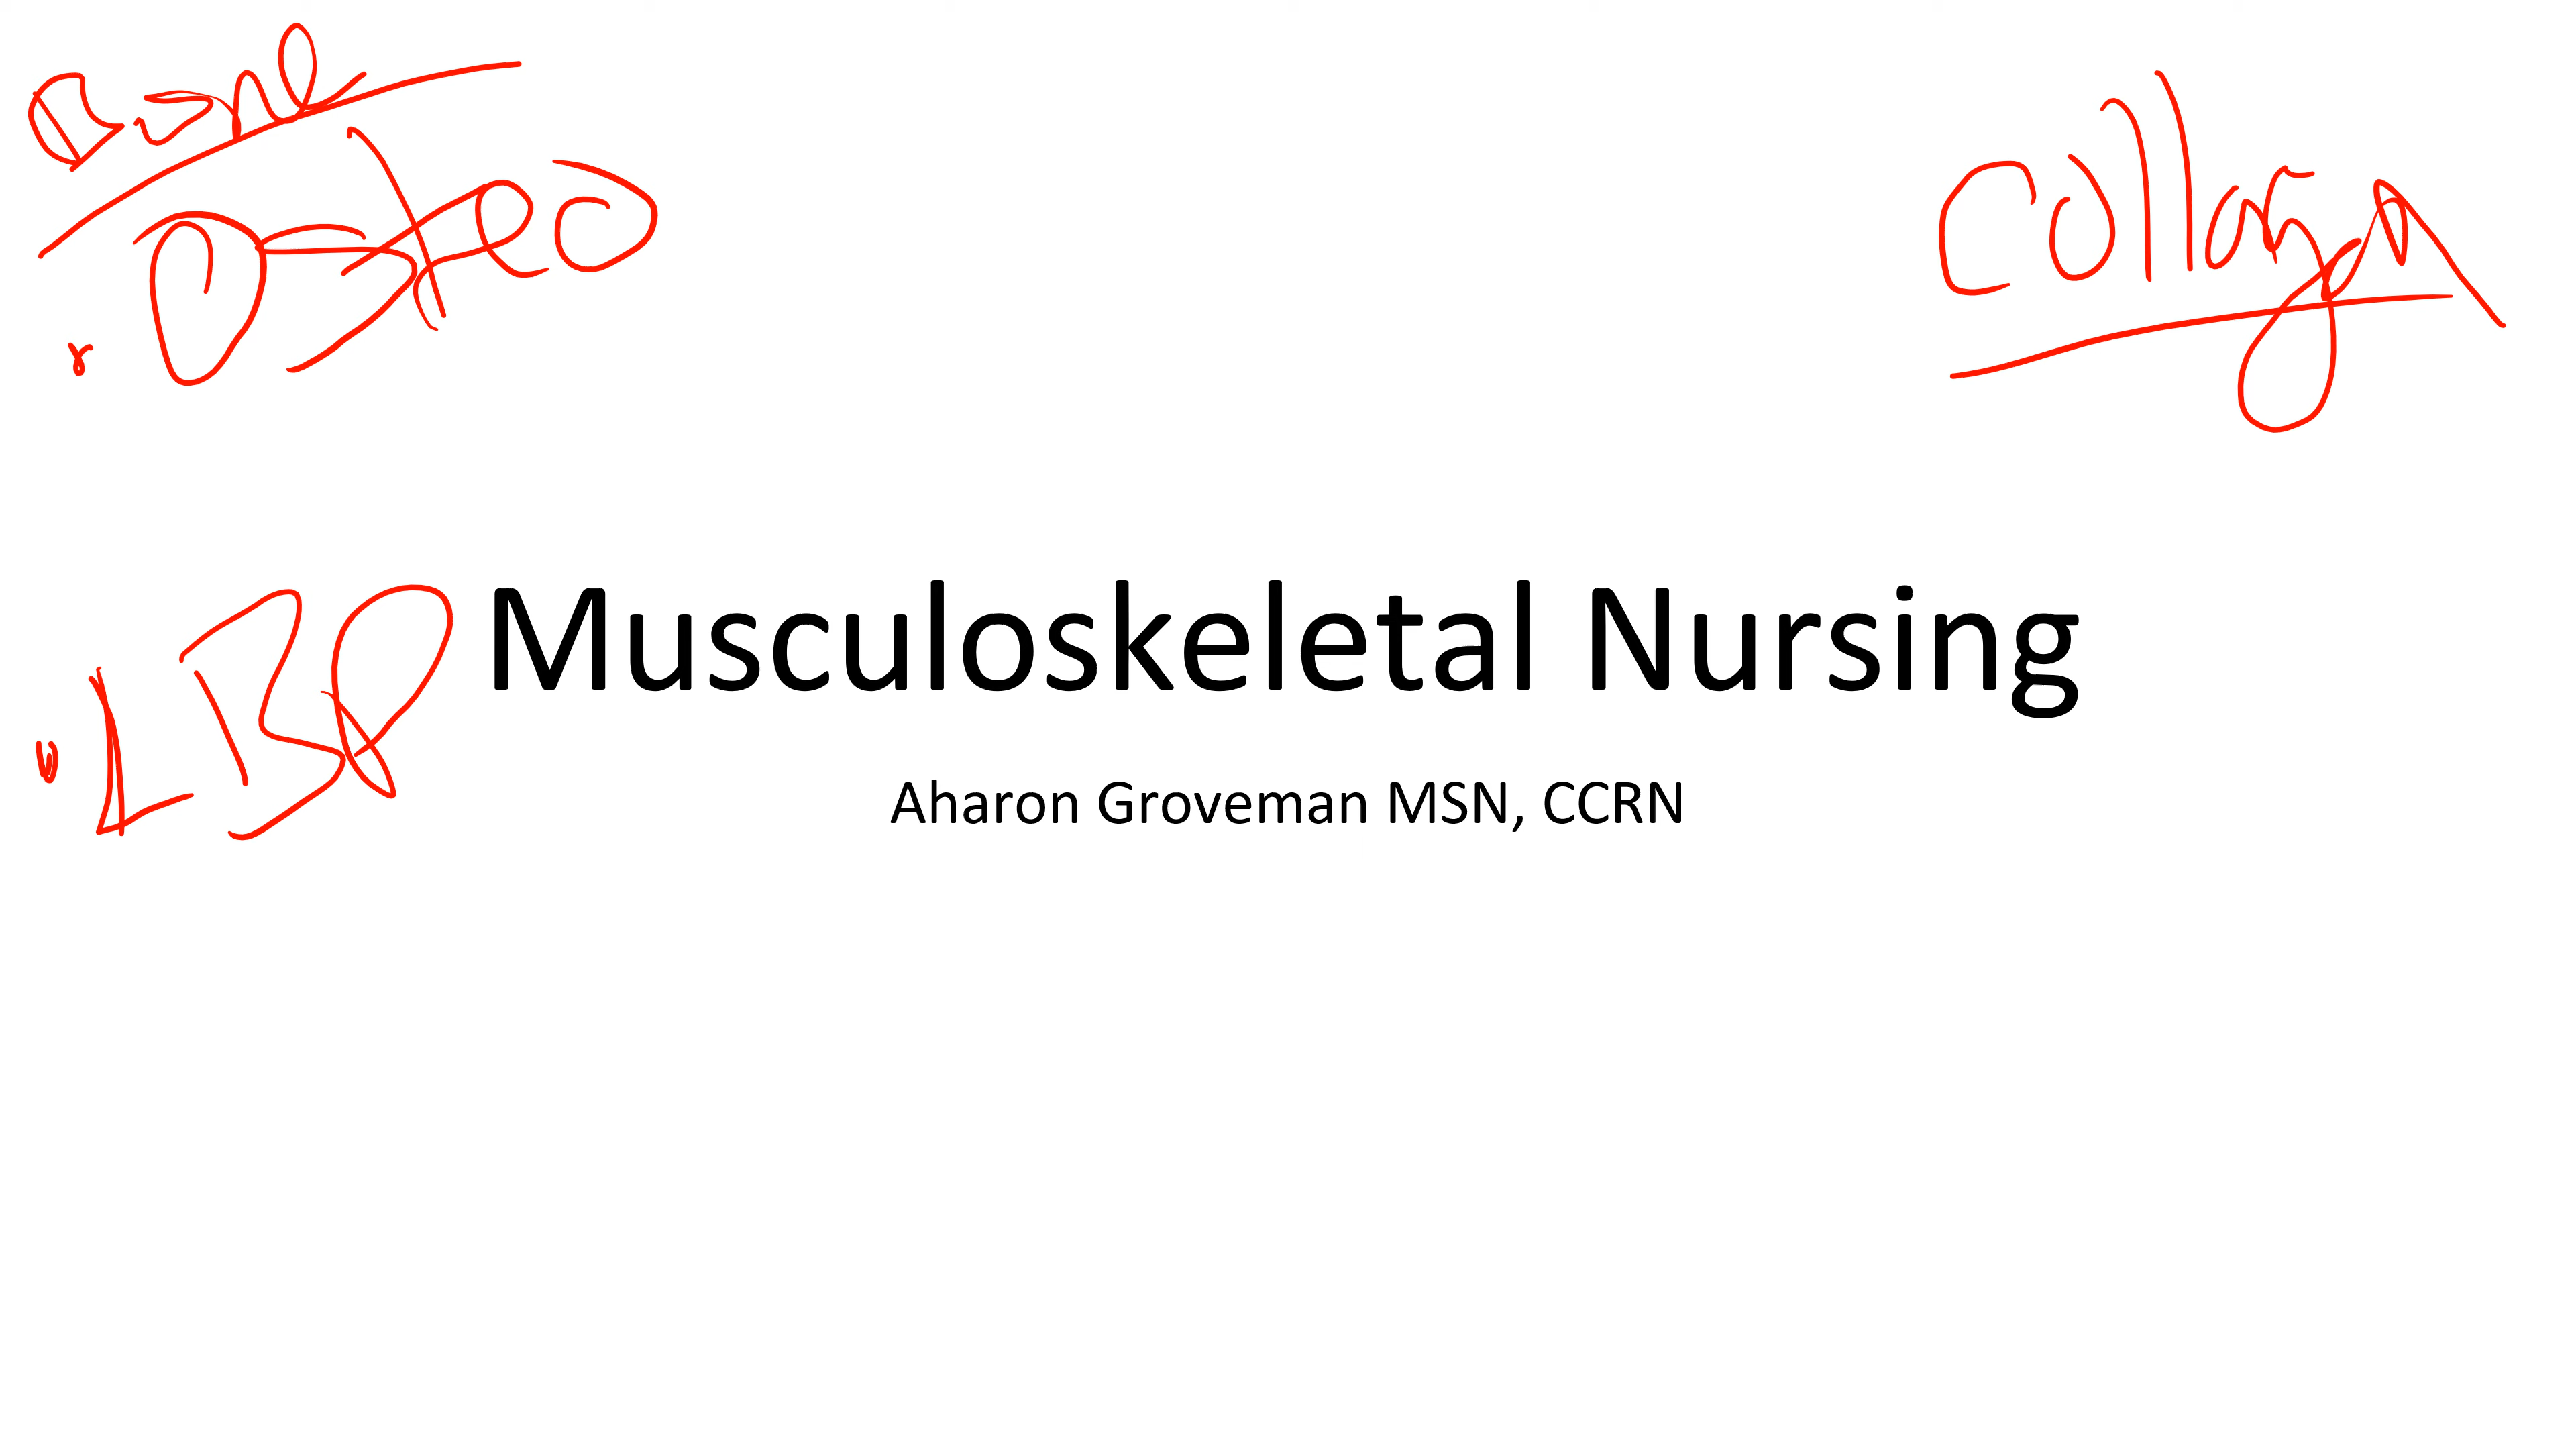 Bone
Osteo
Collagen
LBP
Musculoskeletal Nursing
Aharon Groveman MSN, CCRN